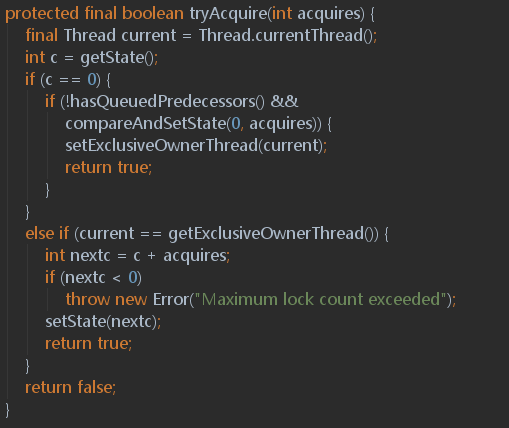 protected final boolean tryAcquire(int acquires) {
final Thread current = Thread.currentThread();
int c = getState();
if (c == 0) {
if (!hasQueuedPredecessors() &&
compareAndSetState(0, acquires)) {
setExclusiveOwnerThread(current);
return true;
}
}
else if (current == getExclusiveOwnerThread()) {
int nextc = c + acquires;
if (nextc < 0)
throw new Error("Maximum lock count exceeded");
setState(nextc);
return true;
}
return false;
}